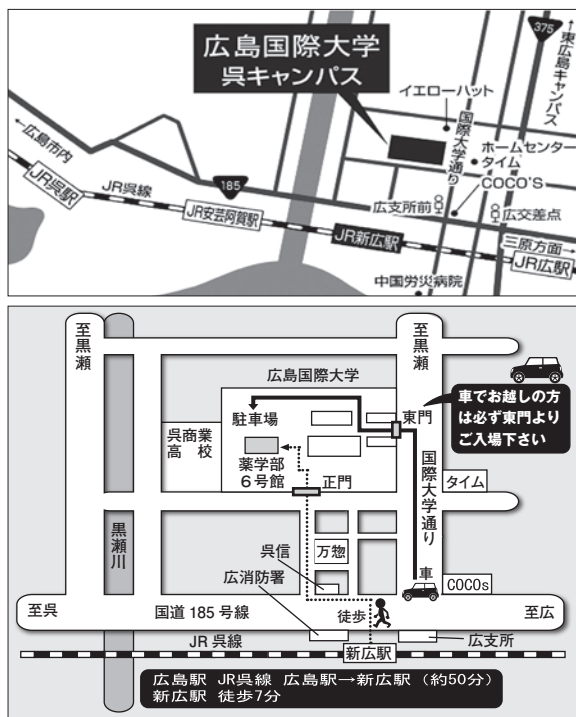 広島国際大学
呉キャンパス
375
←東広島キャンパス
イエローハット
国際大学通り
ホームセンター
タイム
COCO'S
←広島市内
185
JR呉駅
JR呉線
JR安芸阿賀駅
JR新広駅
広支所前
広交差点
三原方面→
JR広駅
中国労災病院
至黒瀬
至黒瀬
広島国際大学
駐車場
東門
車でお越しの方
は必ず東門より
ご入場下さい
呉商業
高校
薬学部
6号館
正門
国際大学通り
タイム
黒瀬川
呉信
万惣
広消防署
車
COCOs
至呉
国道185号線
徒歩
至広
JR呉線
新広駅
広支所
広島駅 JR呉線 広島駅→新広駅 (約50分)
新広駅 徒歩7分